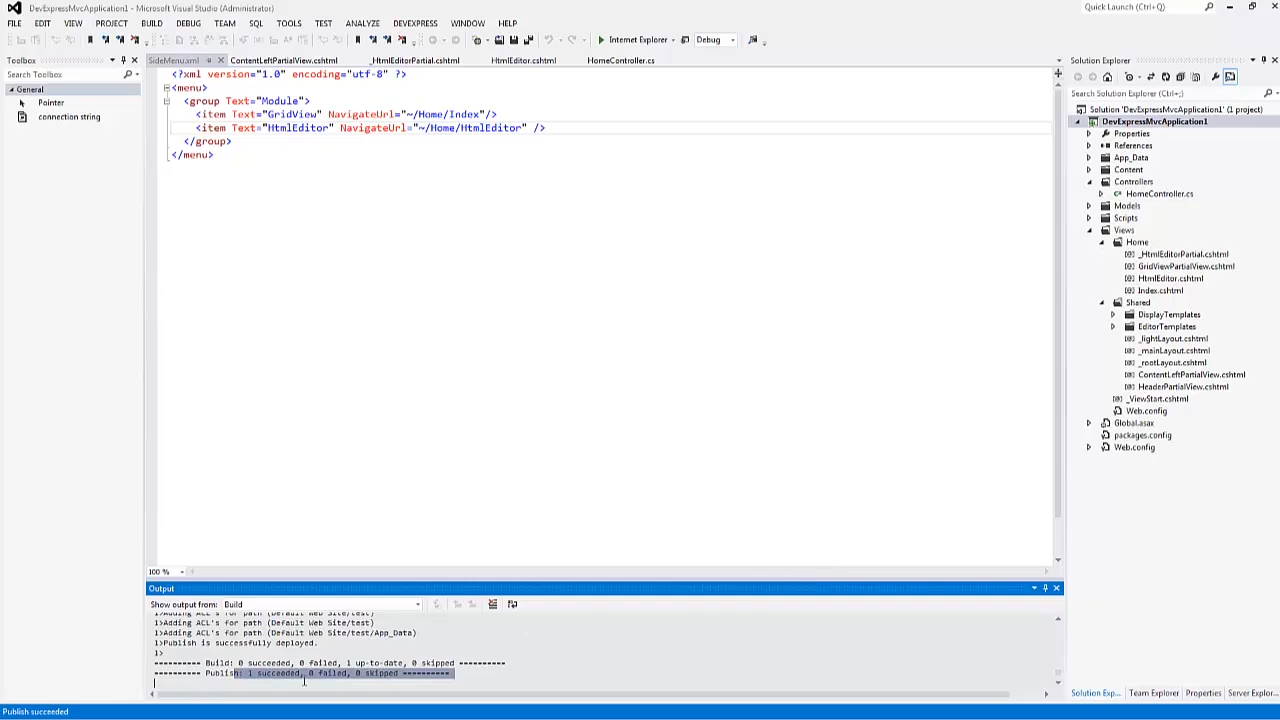 DevExpressMvcApplication1 - Microsoft Visual Studio (Administrator)
Quick Launch (Ctrl+Q)
FILE EDIT VIEW PROJECT BUILD DEBUG TEAM SQL TOOLS TEST ANALYZE DEVEXPRESS WINDOW HELP
Internet Explorer Debug
Toolbox
Search Toolbox
General
Pointer
connection string
SideMenu.xml ContentLeftPartialView.cshtml _HtmlEditorPartial.cshtml HtmlEditor.cshtml HomeController.cs
<?xml version="1.0" encoding="utf-8" ?>
<menu>
<group Text="Module">
<item Text="GridView" NavigateUrl="~/Home/Index"/>
<item Text="HtmlEditor" NavigateUrl="~/Home/HtmlEditor" />
</group>
</menu>
100 %
Output
Show output from: Build
1>Adding ACL's for path (Default Web Site/test)
1>Adding ACL's for path (Default Web Site/test)
1>Adding ACL's for path (Default Web Site/test/App_Data)
1>Publish is successfully deployed.
1>
---------- Build: 0 succeeded, 0 failed, 1 up-to-date, 0 skipped ----------
---------- Publish: 1 succeeded, 0 failed, 0 skipped ----------
Solution Explorer
Search Solution Explorer (Ctrl+;)
Solution 'DevExpressMvcApplication1' (1 project)
DevExpressMvcApplication1
Properties
References
App_Data
Content
Controllers
HomeController.cs
Models
Scripts
Views
Home
_HtmlEditorPartial.cshtml
GridViewPartialView.cshtml
HtmlEditor.cshtml
Index.cshtml
Shared
DisplayTemplates
EditorTemplates
_lightLayout.cshtml
_mainLayout.cshtml
_rootLayout.cshtml
ContentLeftPartialView.cshtml
HeaderPartialView.cshtml
_ViewStart.cshtml
Web.config
Global.asax
packages.config
Web.config
Solution Exp... Team Explorer Properties Server Explor...
Publish succeeded